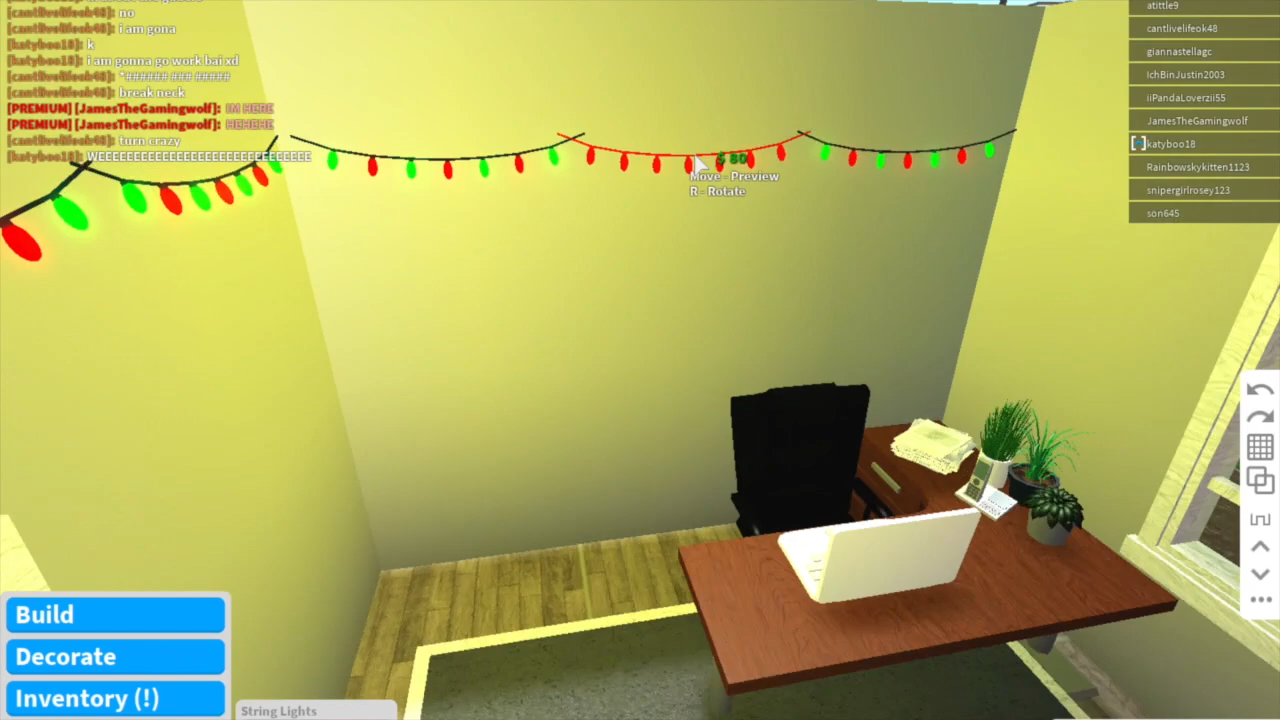 [cantlivelifeok48]: no
[cantlivelifeok48]: i am gona
[katyboo18]: k
[katyboo18]: i am gonna go work bai xd
[cantlivelifeok48]: "###### ### #####
[cantlivelifeok48]: break neck
[PREMIUM] [JamesTheGamingwolf]: IM HERE
[PREMIUM] [JamesTheGamingwolf]: HEHEHE
[cantlivelifeok48]: turn crazy
[katyboo18]:
atittle9
cantlivelifeok48
giannastellagc
IchBinJustin2003
iiPandaLoverzii55
JamesTheGamingwolf
[ ] katyboo18
Rainbowskykitten1123
snipergirlrosey123
son645
$ 80
Move - Preview
R - Rotate
Build
Decorate
Inventory (!)
String Lights